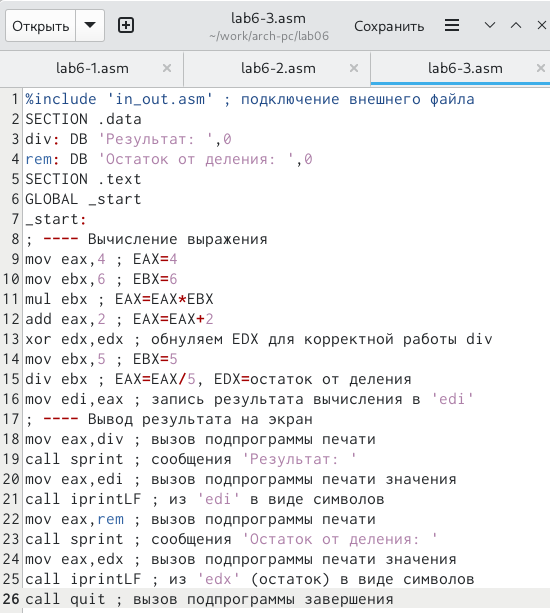 Открыть
lab6-3.asm
~/work/arch-pc/lab06
Сохранить
lab6-1.asm
lab6-2.asm
lab6-3.asm
1 %include 'in_out.asm' ; подключение внешнего файла
2 SECTION .data
3 div: DB 'Результат: ',0
4 rem: DB 'Остаток от деления: ',0
5 SECTION .text
6 GLOBAL _start
7 _start:
8 ; ---- Вычисление выражения
9 mov eax,4 ; EAX=4
10 mov ebx,6 ; EBX=6
11 mul ebx ; EAX=EAX*EBX
12 add eax,2 ; EAX=EAX+2
13 xor edx,edx ; обнуляем EDX для корректной работы div
14 mov ebx,5 ; EBX=5
15 div ebx ; EAX=EAX/5, EDX=остаток от деления
16 mov edi,eax ; запись результата вычисления в 'edi'
17 ; ---- Вывод результата на экран
18 mov eax,div ; вызов подпрограммы печати
19 call sprint ; сообщения 'Результат: '
20 mov eax,edi ; вызов подпрограммы печати значения
21 call iprintLF ; из 'edi' в виде символов
22 mov eax,rem ; вызов подпрограммы печати
23 call sprint ; сообщения 'Остаток от деления: '
24 mov eax,edx ; вызов подпрограммы печати значения
25 call iprintLF ; из 'edx' (остаток) в виде символов
26 call quit ; вызов подпрограммы завершения